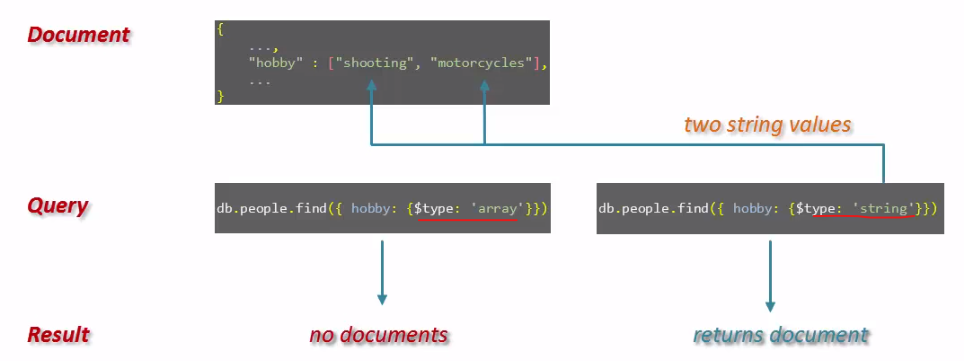 Document
{
...,
"hobby" : ["shooting", "motorcycles"],
...
}
two string values
Query
db.people.find({ hobby: {$type: 'array'}})
db.people.find({ hobby: {$type: 'string'}})
Result
no documents
returns document